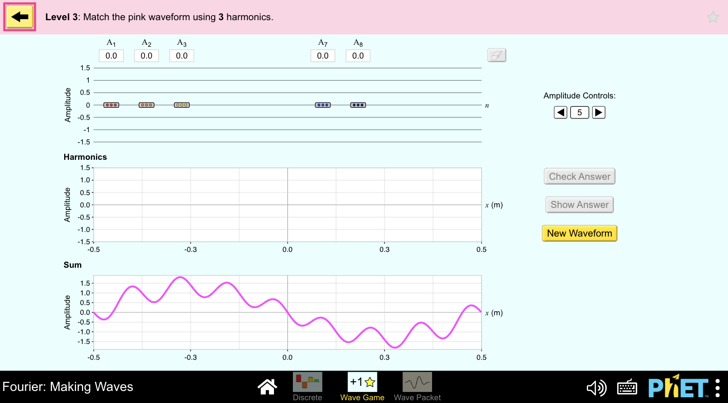 Level 3: Match the pink waveform using 3 harmonics.
A1 A2 A3 A7 A8
0.0 0.0 0.0 0.0 0.0
1.5
1
0.5
0
-0.5
-1
-1.5
Amplitude
n
Amplitude Controls:
5
Harmonics
1.5
1.0
0.5
0.0
-0.5
-1.0
-1.5
Amplitude
x (m)
-0.5 -0.3 0.0 0.3 0.5
Check Answer
Show Answer
New Waveform
Sum
1.5
1.0
0.5
0.0
-0.5
-1.0
-1.5
Amplitude
x (m)
-0.5 -0.3 0.0 0.3 0.5
Fourier: Making Waves
+1
Discrete Wave Game Wave Packet
PhET